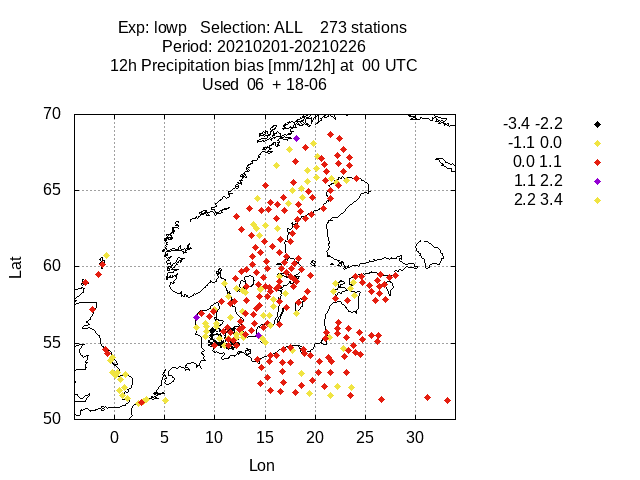 Exp: lowp   Selection: ALL    273 stations
Period: 20210201-20210226
12h Precipitation bias [mm/12h] at  00 UTC
Used  06  + 18-06
-3.4 -2.2
-1.1 0.0
0.0 1.1
1.1 2.2
2.2 3.4
70
65
60
55
50
Lat
0 5 10 15 20 25 30
Lon